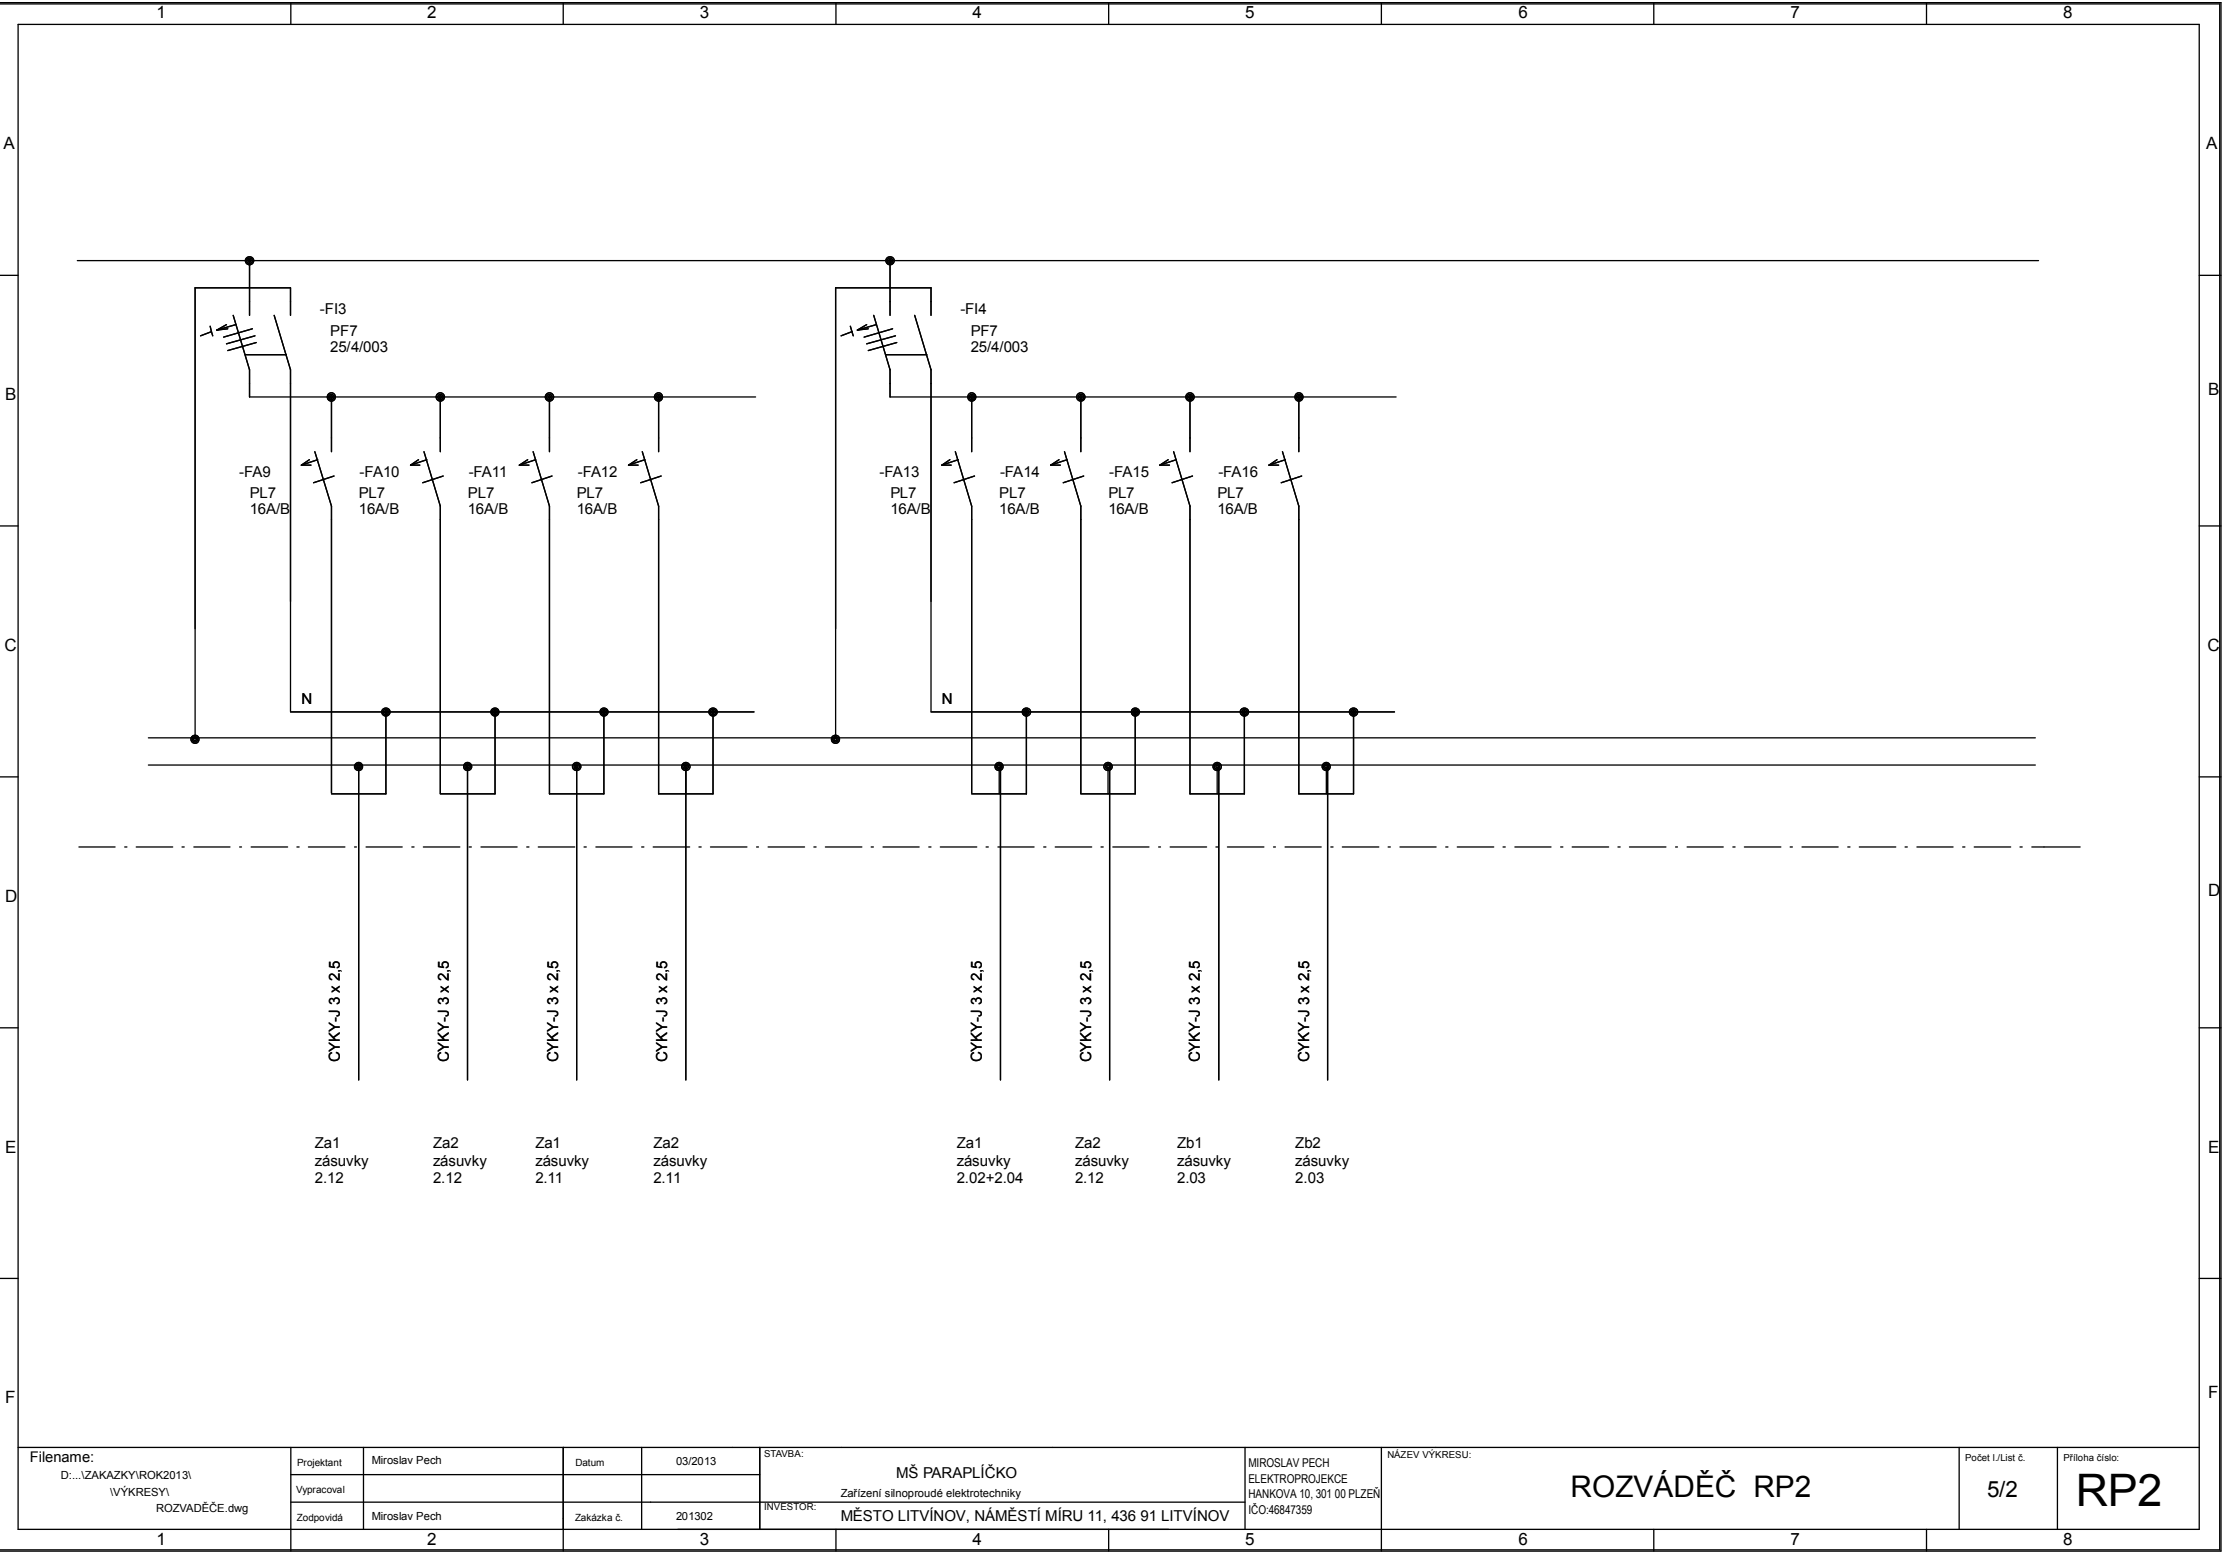 1 2 3 4 5 6 7 8
A A
-FI3
PF7
25/4/003
-FI4
PF7
25/4/003
B B
-FA9
PL7
16A/B
-FA10
PL7
16A/B
-FA11
PL7
16A/B
-FA12
PL7
16A/B
-FA13
PL7
16A/B
-FA14
PL7
16A/B
-FA15
PL7
16A/B
-FA16
PL7
16A/B
C C
N
N
D D
CYKY-J 3 x 2,5
CYKY-J 3 x 2,5
CYKY-J 3 x 2,5
CYKY-J 3 x 2,5
CYKY-J 3 x 2,5
CYKY-J 3 x 2,5
CYKY-J 3 x 2,5
CYKY-J 3 x 2,5
E E
Za1
zásuvky
2.12
Za2
zásuvky
2.12
Za1
zásuvky
2.11
Za2
zásuvky
2.11
Za1
zásuvky
2.02+2.04
Za2
zásuvky
2.12
Zb1
zásuvky
2.03
Zb2
zásuvky
2.03
F F
Filename:
D:...\ZAKAZKY\ROK2013\
\VÝKRESY\
ROZVADĚČE.dwg
Projektant Miroslav Pech Datum 03/2013
Vypracoval
Zodpovídá Miroslav Pech Zakázka č. 201302
STAVBA:
MŠ PARAPLÍČKO
Zařízení silnoproudé elektrotechniky
INVESTOR:
MĚSTO LITVÍNOV, NÁMĚSTÍ MÍRU 11, 436 91 LITVÍNOV
MIROSLAV PECH
ELEKTROPROJEKCE
HANKOVA 10, 301 00 PLZEŇ
IČO:46847359
NÁZEV VÝKRESU:
ROZVÁDĚČ RP2
Počet l./List č.
5/2
Příloha číslo:
RP2
1 2 3 4 5 6 7 8